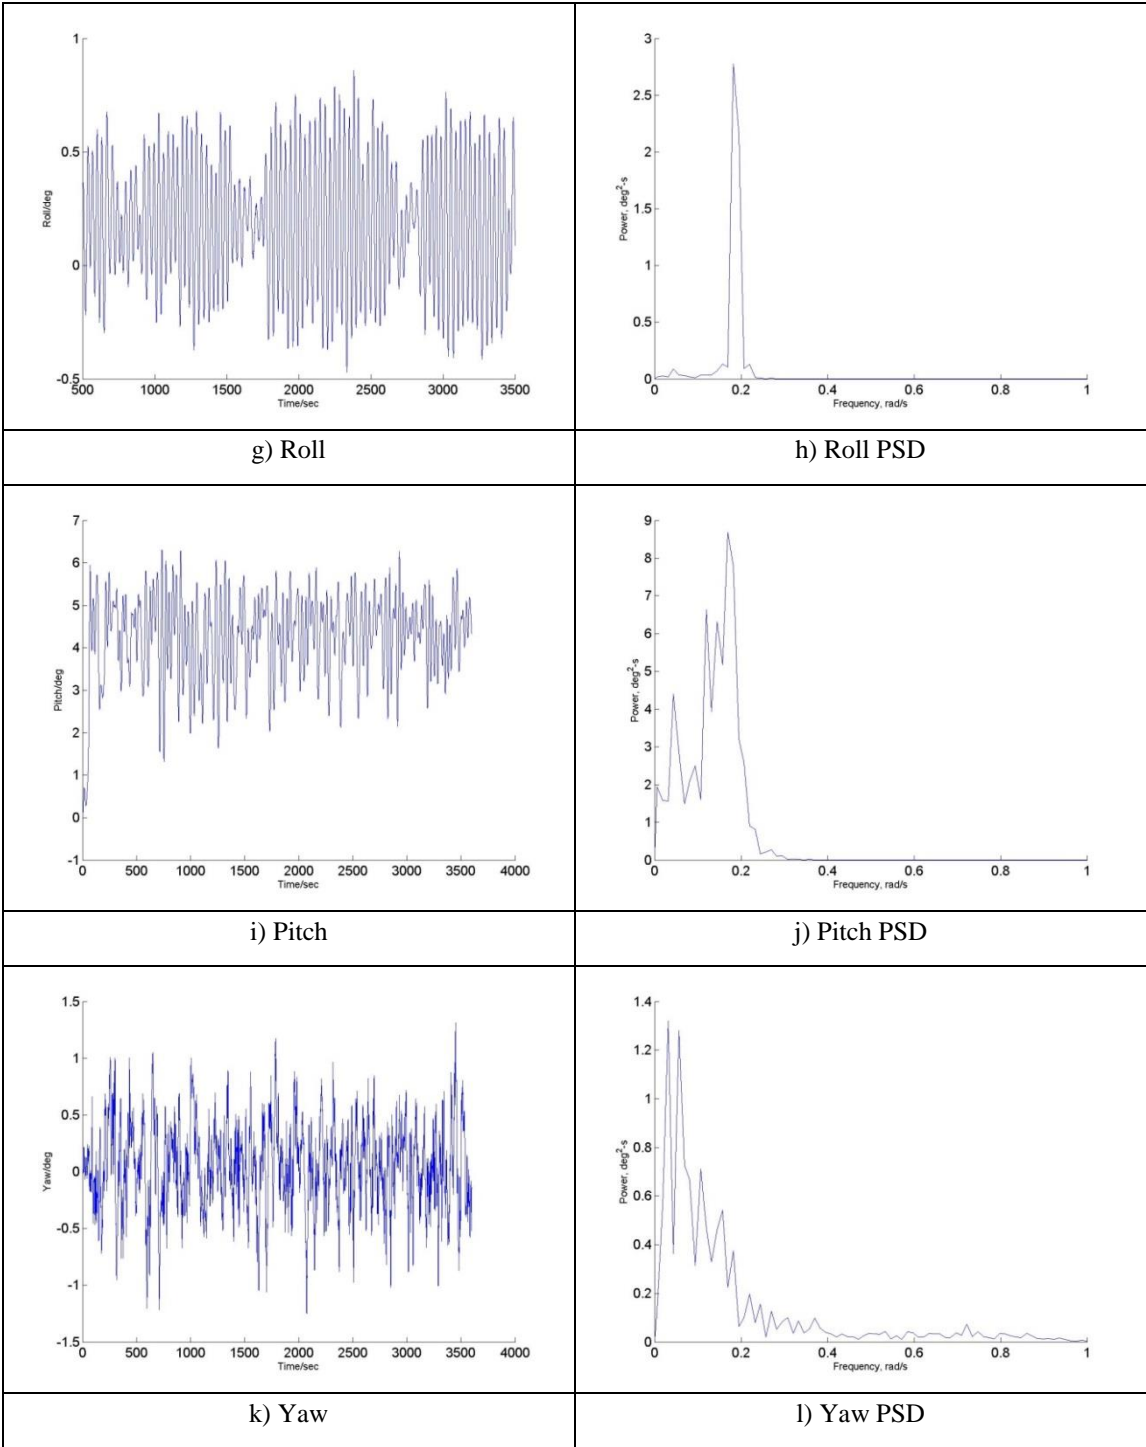 1
0.5
0
-0.5
500 1000 1500 2000 2500 3000 3500
Roll/deg
Time/sec
3
2.5
2
1.5
1
0.5
0
0 0.2 0.4 0.6 0.8 1
Power, deg²-s
Frequency, rad/s
g) Roll
h) Roll PSD
7
6
5
4
3
2
1
0
-1
0 500 1000 1500 2000 2500 3000 3500 4000
Pitch/deg
Time/sec
9
8
7
6
5
4
3
2
1
0
0 0.2 0.4 0.6 0.8 1
Power, deg²-s
Frequency, rad/s
i) Pitch
j) Pitch PSD
1.5
1
0.5
0
-0.5
-1
-1.5
0 500 1000 1500 2000 2500 3000 3500 4000
Yaw/deg
Time/sec
1.4
1.2
1
0.8
0.6
0.4
0.2
0
0 0.2 0.4 0.6 0.8 1
Power, deg²-s
Frequency, rad/s
k) Yaw
l) Yaw PSD